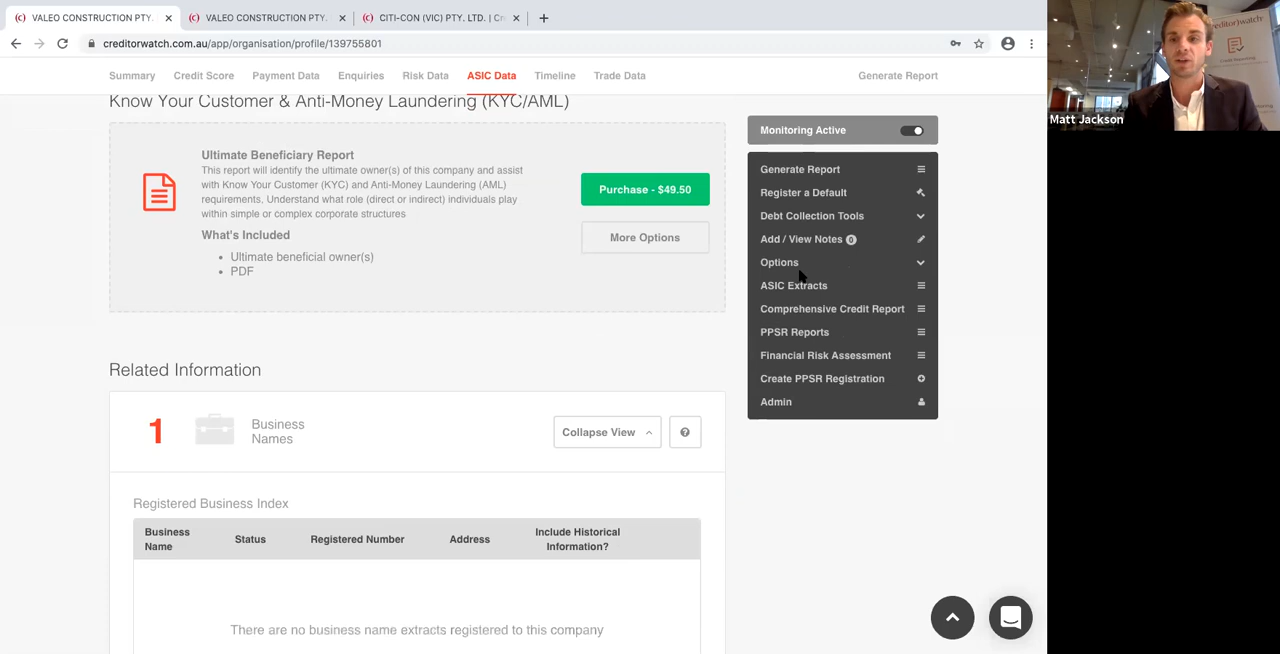 VALEO CONSTRUCTION PTY.
VALEO CONSTRUCTION PTY.
CITI-CON (VIC) PTY. LTD. | Cr
creditorwatch.com.au/app/organisation/profile/139755801
Summary
Credit Score
Payment Data
Enquiries
Risk Data
ASIC Data
Timeline
Trade Data
Generate Report
Know Your Customer & Anti-Money Laundering (KYC/AML)
Ultimate Beneficiary Report
This report will identify the ultimate owner(s) of this company and assist
with Know Your Customer (KYC) and Anti-Money Laundering (AML)
requirements. Understand what role (direct or indirect) individuals play
within simple or complex corporate structures
What's Included
Ultimate beneficial owner(s)
PDF
Purchase - $49.50
More Options
Monitoring Active
Generate Report
Register a Default
Debt Collection Tools
Add / View Notes 0
Options
ASIC Extracts
Comprehensive Credit Report
PPSR Reports
Financial Risk Assessment
Create PPSR Registration
Admin
Related Information
1
Business
Names
Collapse View
?
Registered Business Index
Business
Name
Status
Registered Number
Address
Include Historical
Information?
There are no business name extracts registered to this company
creditor)watch
Matt Jackson